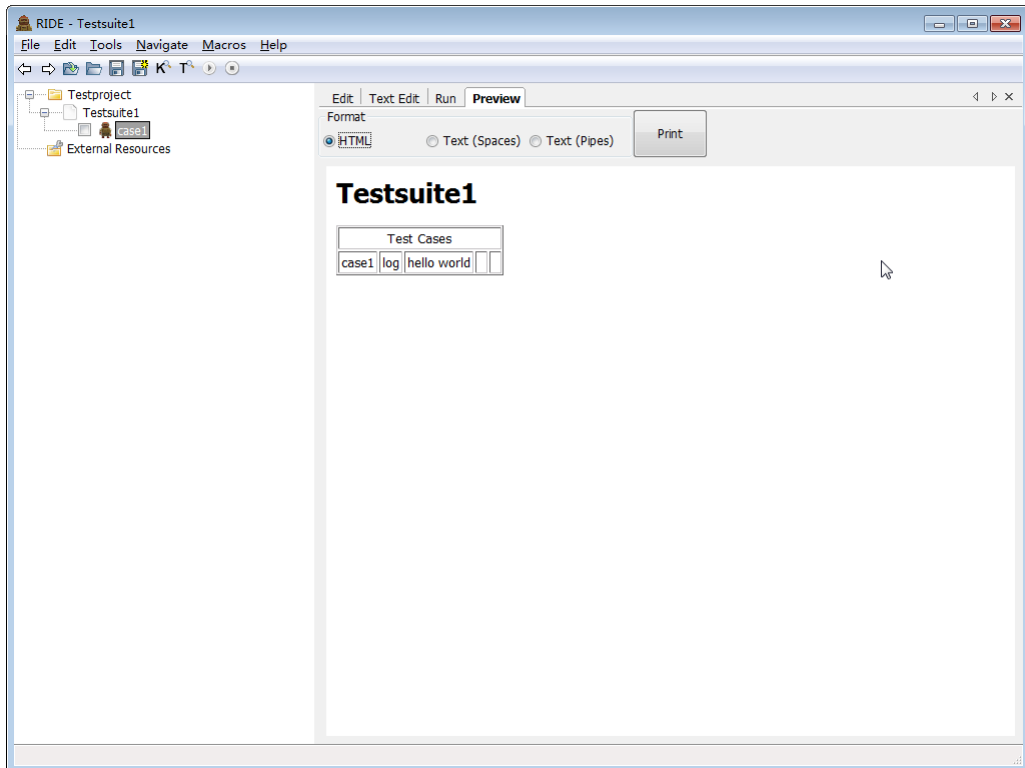 RIDE - Testsuite1
File Edit Tools Navigate Macros Help
K T
Testproject
Testsuite1
case1
External Resources
Edit Text Edit Run Preview
Format
HTML Text (Spaces) Text (Pipes) Print
Testsuite1
Test Cases
case1 log hello world